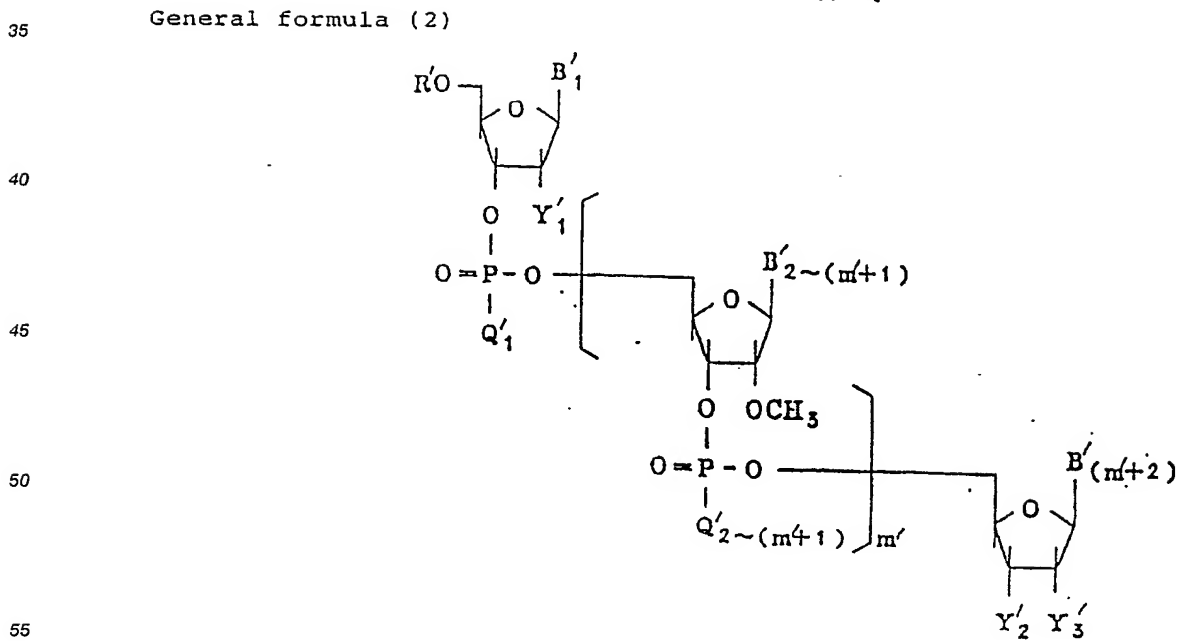 35 General formula (2)
R'O B'1
O
40
O Y'1
O=P-O B'2~(m'+1)
O
45 Q'1
O OCH3
50 O=P-O B'(m'+2)
O
Q'2~(m'+1) m'
55 Y'2 Y'3